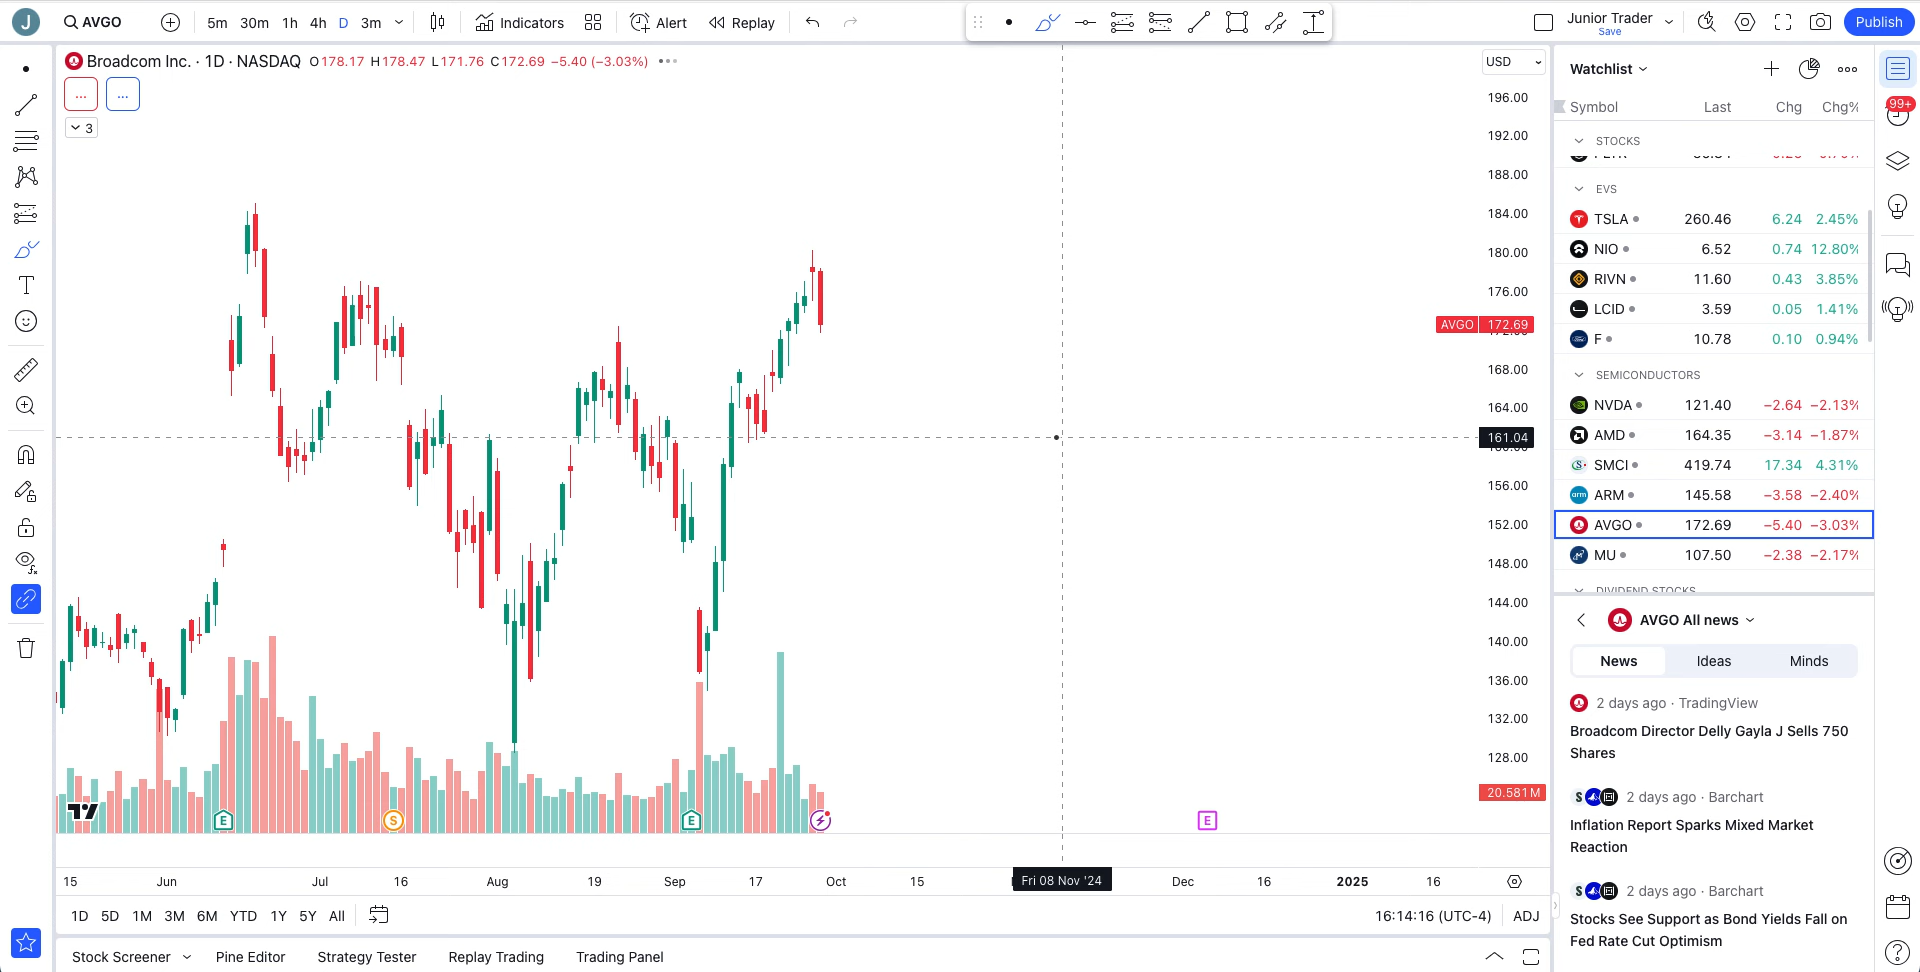 J
AVGO
5m 30m 1h 4h D 3m
Indicators
Alert
Replay
Junior Trader
Save
Publish
Broadcom Inc. · 1D · NASDAQ O178.17 H178.47 L171.76 C172.69 −5.40 (−3.03%)
...
...
3
USD
196.00
192.00
188.00
184.00
180.00
176.00
AVGO 172.69
168.00
164.00
161.04
156.00
152.00
148.00
144.00
140.00
136.00
132.00
128.00
20.581M
E
S
E
E
15 Jun Jul 16 Aug 19 Sep 17 Oct 15 Fri 08 Nov '24 Dec 16 2025 16
1D 5D 1M 3M 6M YTD 1Y 5Y All
16:14:16 (UTC-4) ADJ
Stock Screener
Pine Editor
Strategy Tester
Replay Trading
Trading Panel
Watchlist
99+
Symbol Last Chg Chg%
STOCKS
EVS
TSLA 260.46 6.24 2.45%
NIO 6.52 0.74 12.80%
RIVN 11.60 0.43 3.85%
LCID 3.59 0.05 1.41%
F 10.78 0.10 0.94%
SEMICONDUCTORS
NVDA 121.40 −2.64 −2.13%
AMD 164.35 −3.14 −1.87%
SMCI 419.74 17.34 4.31%
ARM 145.58 −3.58 −2.40%
AVGO 172.69 −5.40 −3.03%
MU 107.50 −2.38 −2.17%
DIVIDEND STOCKS
AVGO All news
News Ideas Minds
2 days ago · TradingView
Broadcom Director Delly Gayla J Sells 750
Shares
2 days ago · Barchart
Inflation Report Sparks Mixed Market
Reaction
2 days ago · Barchart
Stocks See Support as Bond Yields Fall on
Fed Rate Cut Optimism